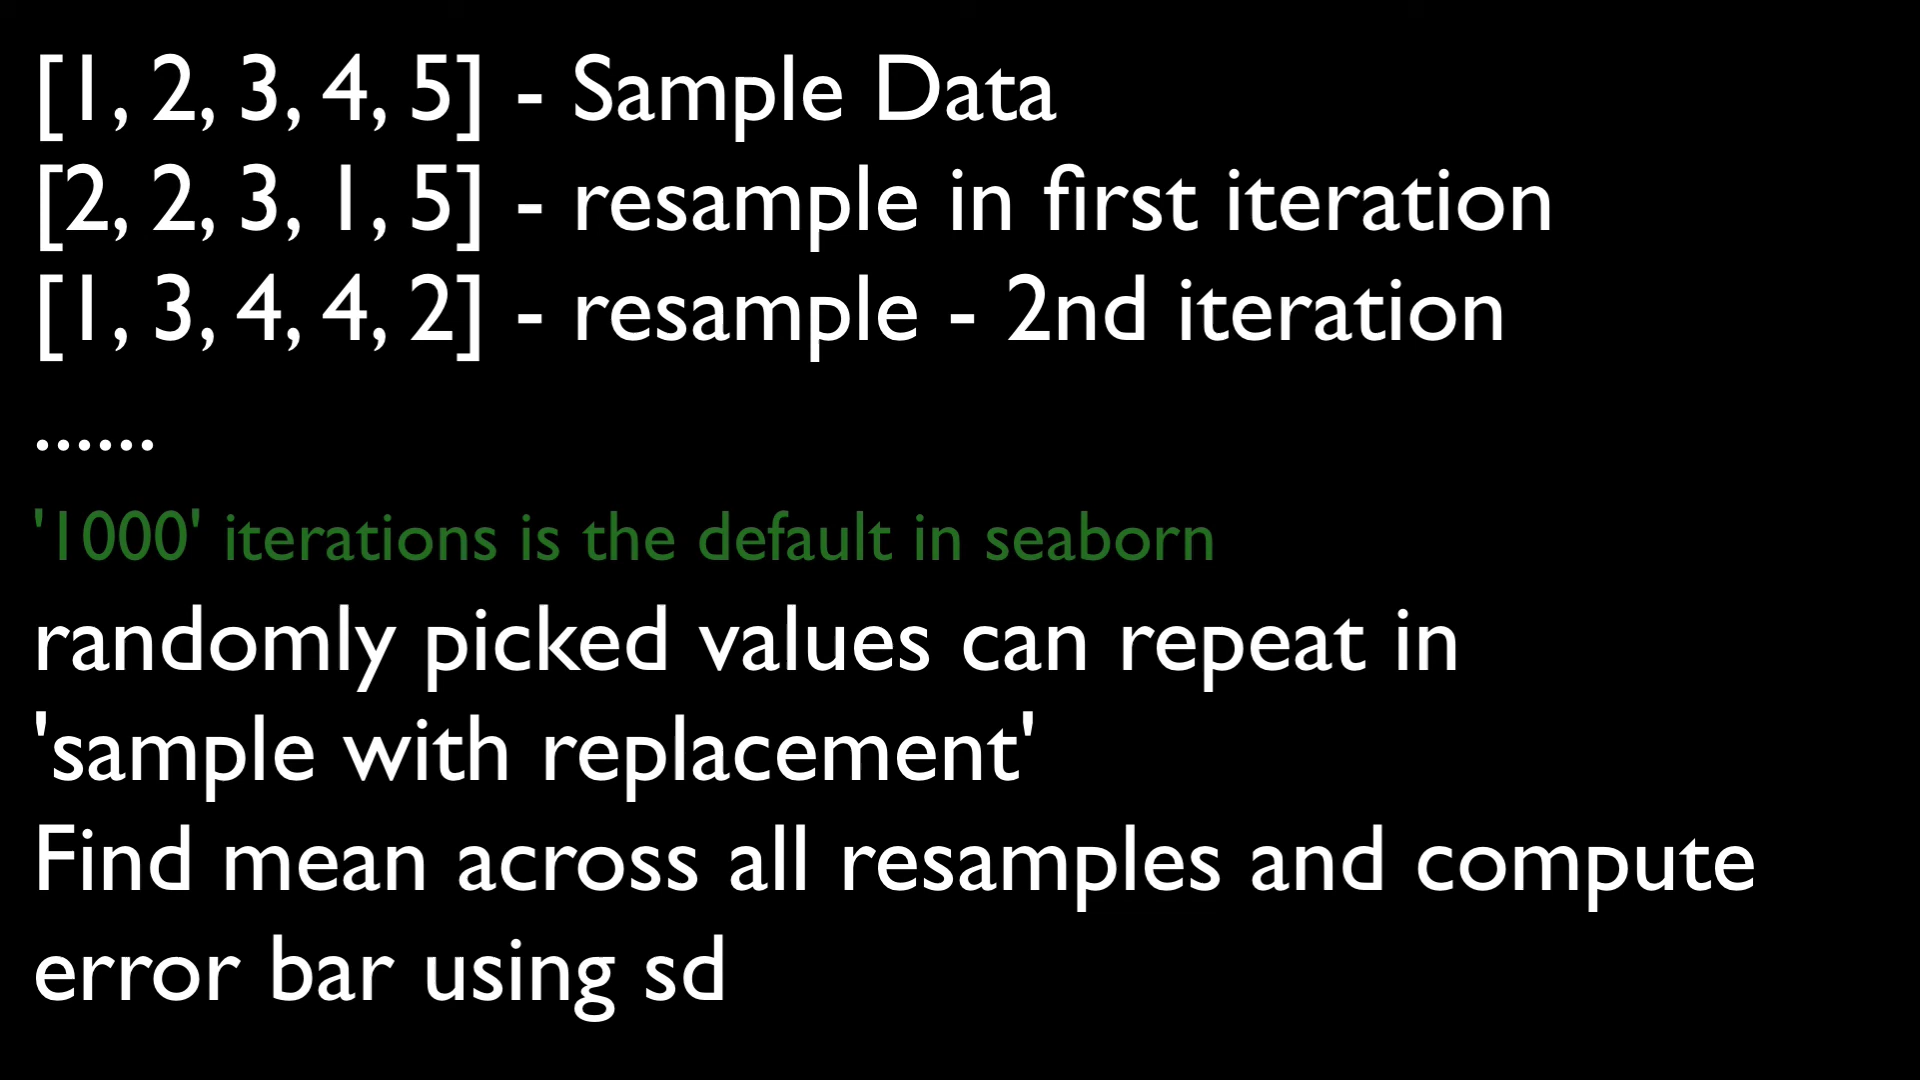 [1, 2, 3, 4, 5] - Sample Data
[2, 2, 3, 1, 5] - resample in first iteration
[1, 3, 4, 4, 2] - resample - 2nd iteration
......
'1000' iterations is the default in seaborn
randomly picked values can repeat in
'sample with replacement'
Find mean across all resamples and compute
error bar using sd